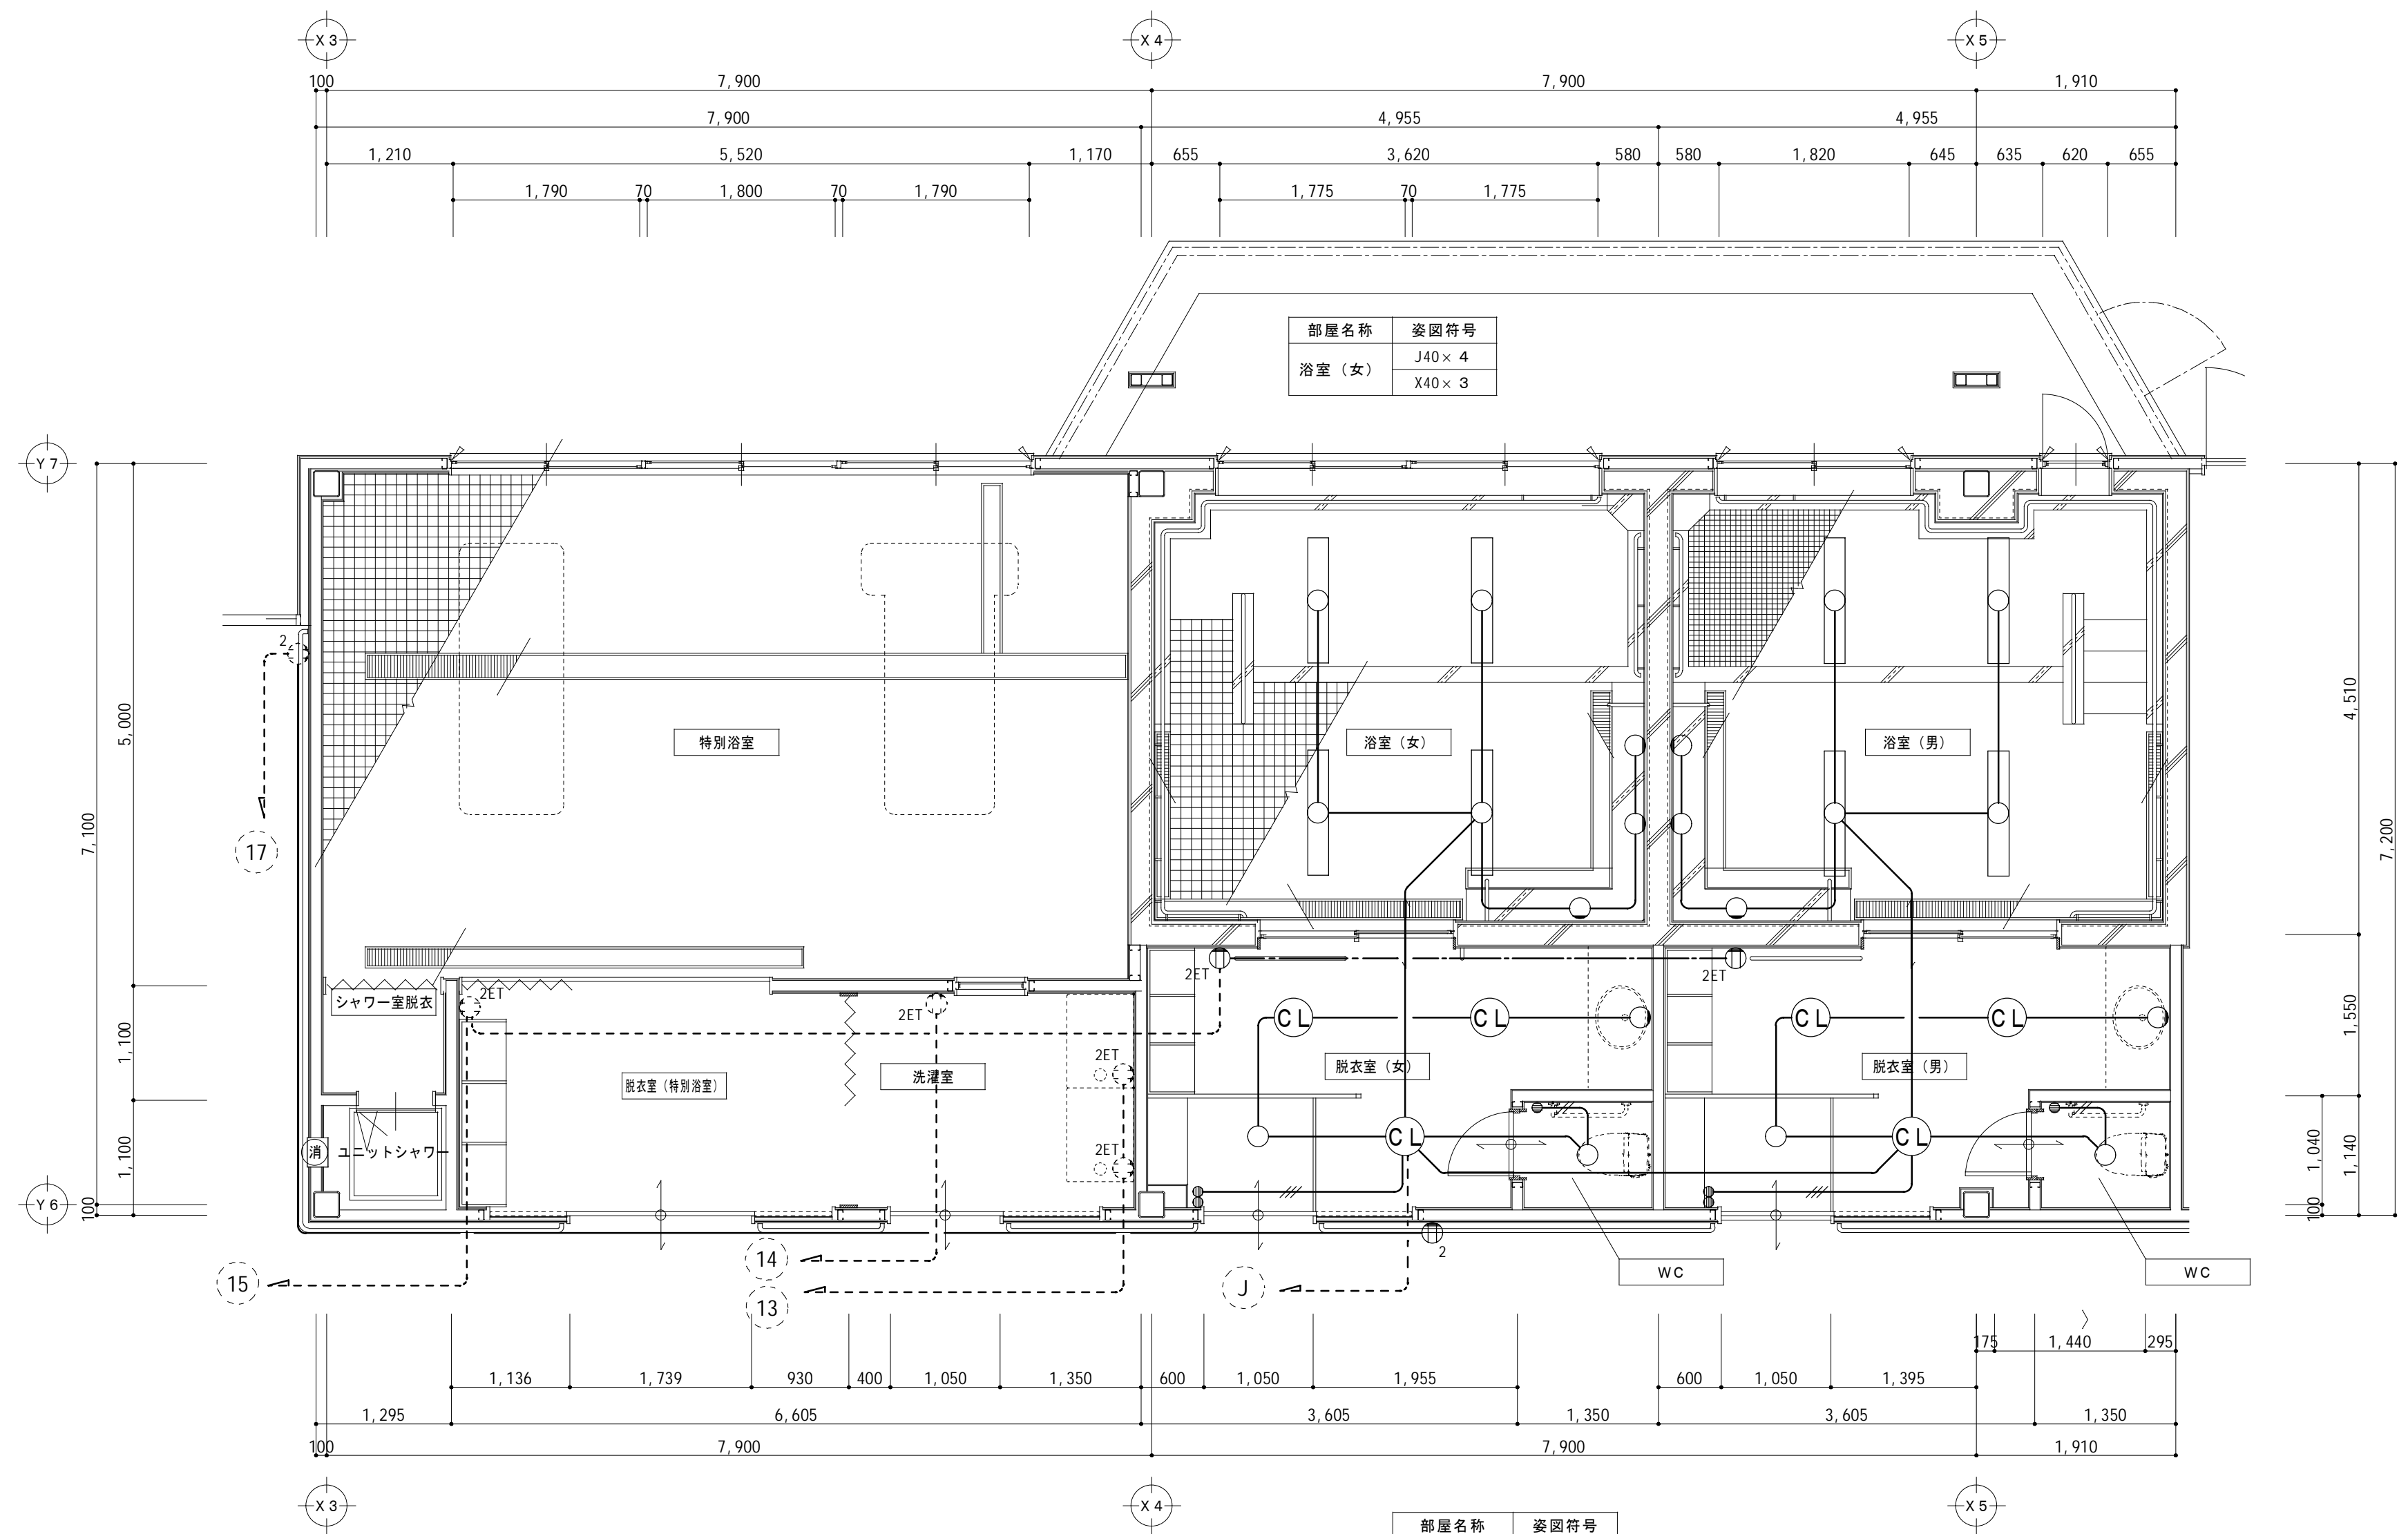 X3 X4 X5
100 7,900 7,900 1,910
7,900 4,955 4,955
1,210 5,520 1,170 655 3,620 580 580 1,820 645 635 620 655
1,790 70 1,800 70 1,790 1,775 70 1,775
部屋名称 姿図符号
浴室（女） J40×4
X40×3
Y7
2
17
特別浴室
浴室（女）
浴室（男）
5,000
7,100
4,510
7,200
2ET
2ET
シャワー室脱衣
2ET
2ET
CL CL CL CL
1,100
1,550
脱衣室（特別浴室）
洗濯室
2ET
脱衣室（女）
脱衣室（男）
消
ユニットシャワー
2ET
CL
CL
1,100
1,040
1,140
Y6
100
100
2
15
14
13
J
WC
WC
175 1,440 295
1,136 1,739 930 400 1,050 1,350 600 1,050 1,955 600 1,050 1,395
1,295 6,605 3,605 1,350 3,605 1,350
100 7,900 7,900 1,910
X3 X4 X5
部屋名称 姿図符号